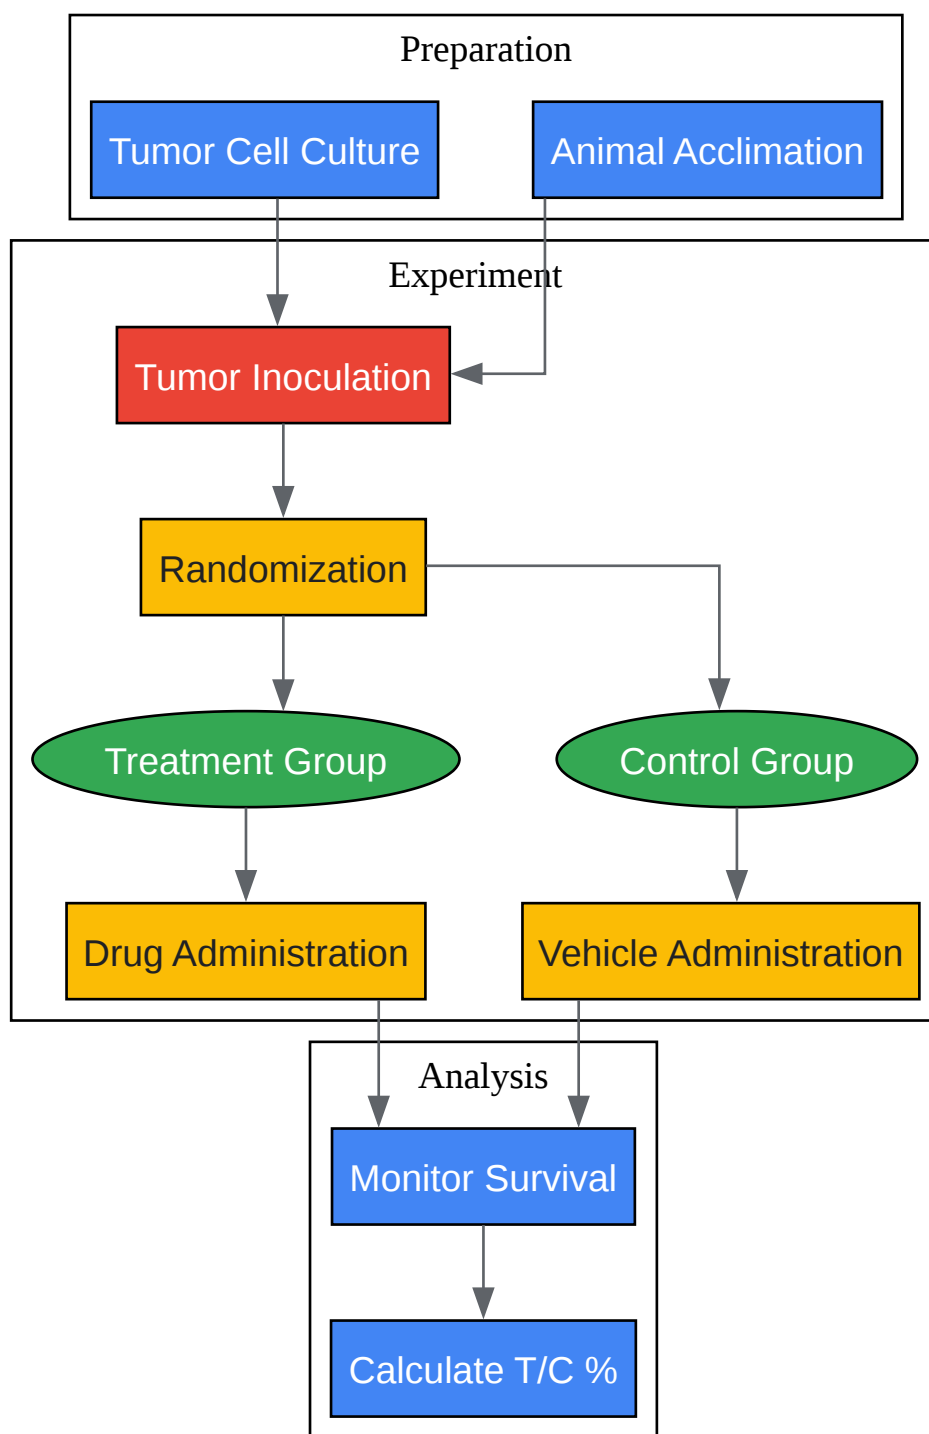 Preparation
Tumor Cell Culture
Animal Acclimation
Experiment
Tumor Inoculation
Randomization
Treatment Group
Control Group
Drug Administration
Vehicle Administration
Analysis
Monitor Survival
Calculate T/C %